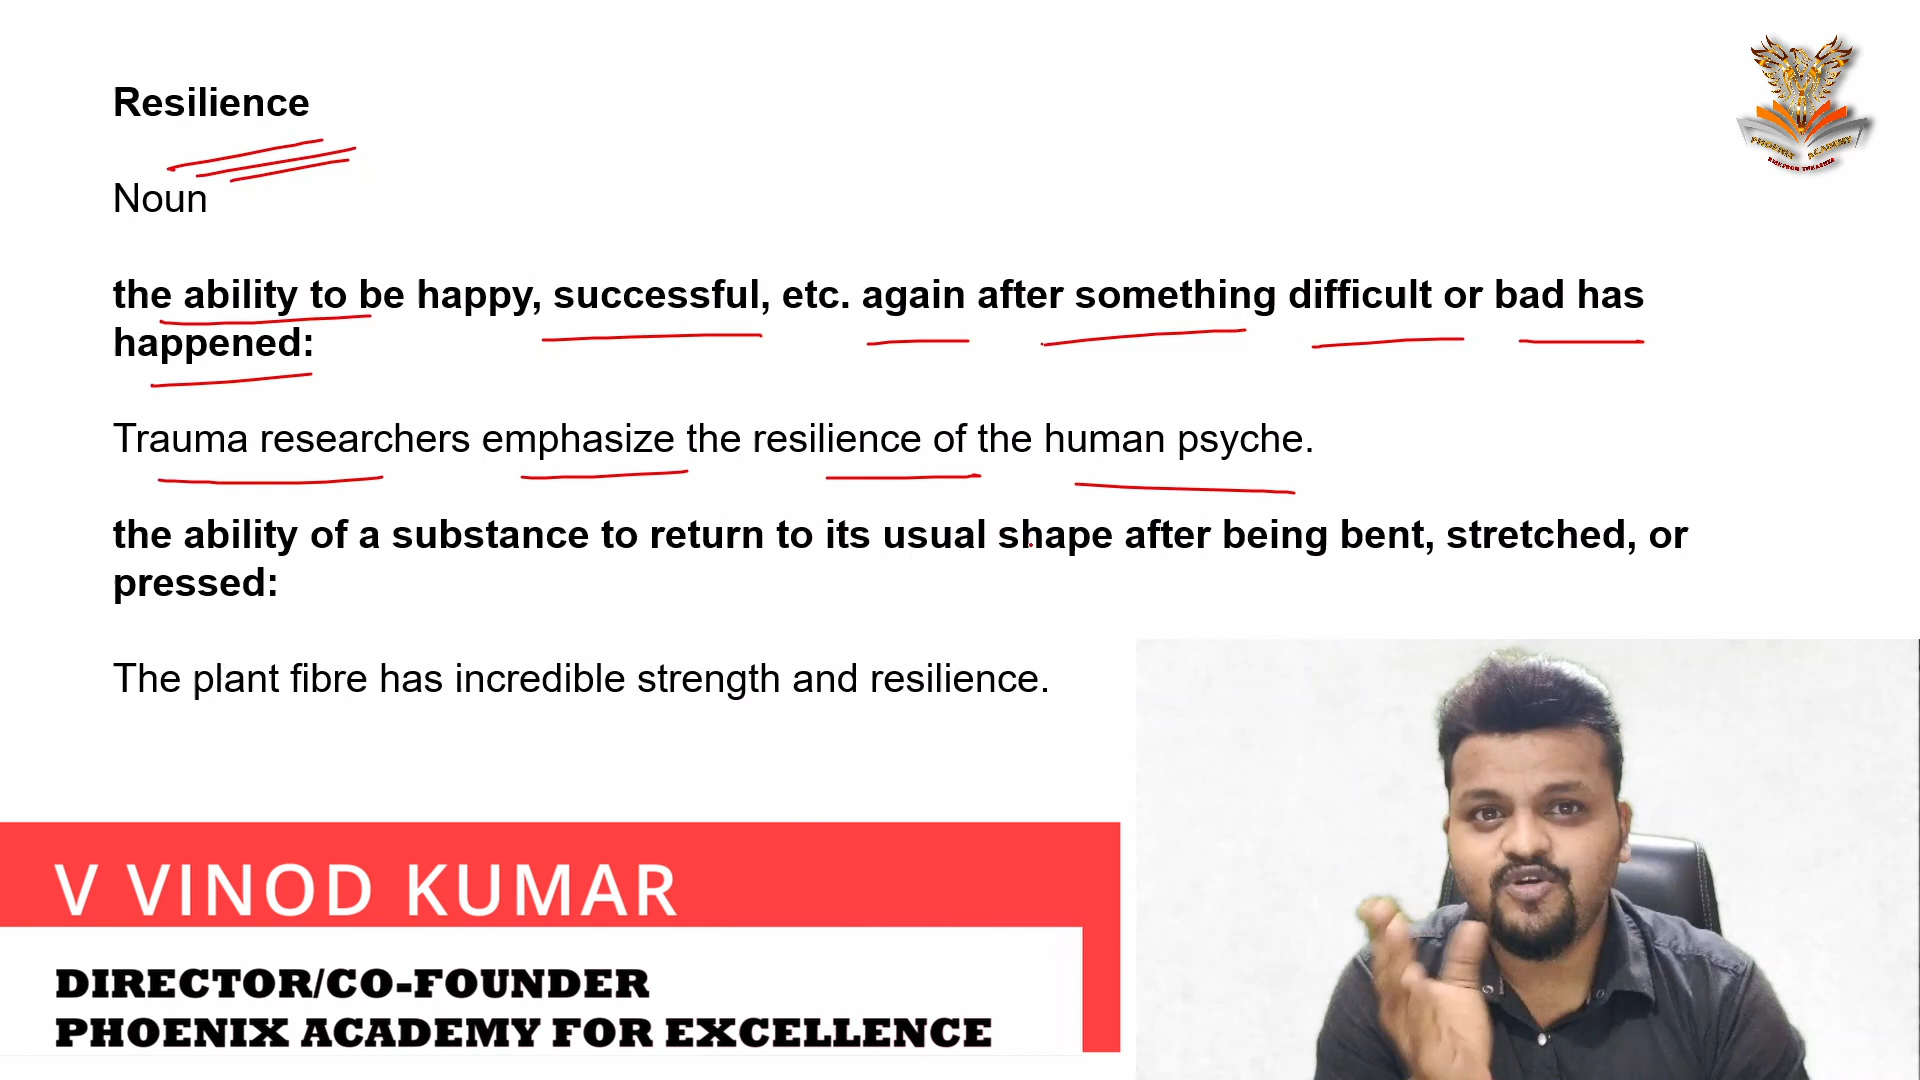 Resilience
Noun
the ability to be happy, successful, etc. again after something difficult or bad has
happened:
Trauma researchers emphasize the resilience of the human psyche.
the ability of a substance to return to its usual shape after being bent, stretched, or
pressed:
The plant fibre has incredible strength and resilience.
V VINOD KUMAR
DIRECTOR/CO-FOUNDER
PHOENIX ACADEMY FOR EXCELLENCE
PHOENIX ACADEMY